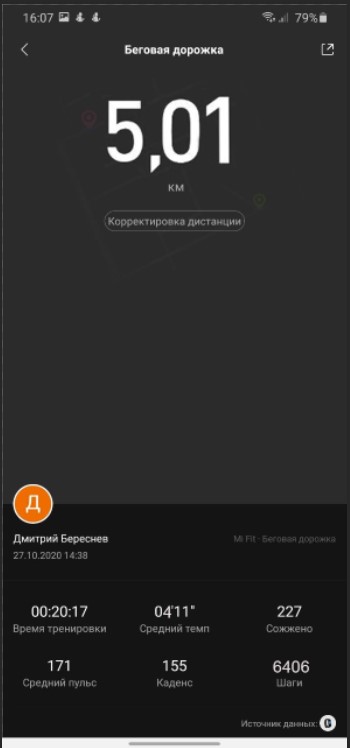 16:07 79%
Беговая дорожка
5,01
км
Корректировка дистанции
Д
Дмитрий Береснев
Mi Fit · Беговая дорожка
27.10.2020 14:38
00:20:17 04'11" 227
Время тренировки Средний темп Сожжено
171 155 6406
Средний пульс Каденс Шаги
Источник данных: